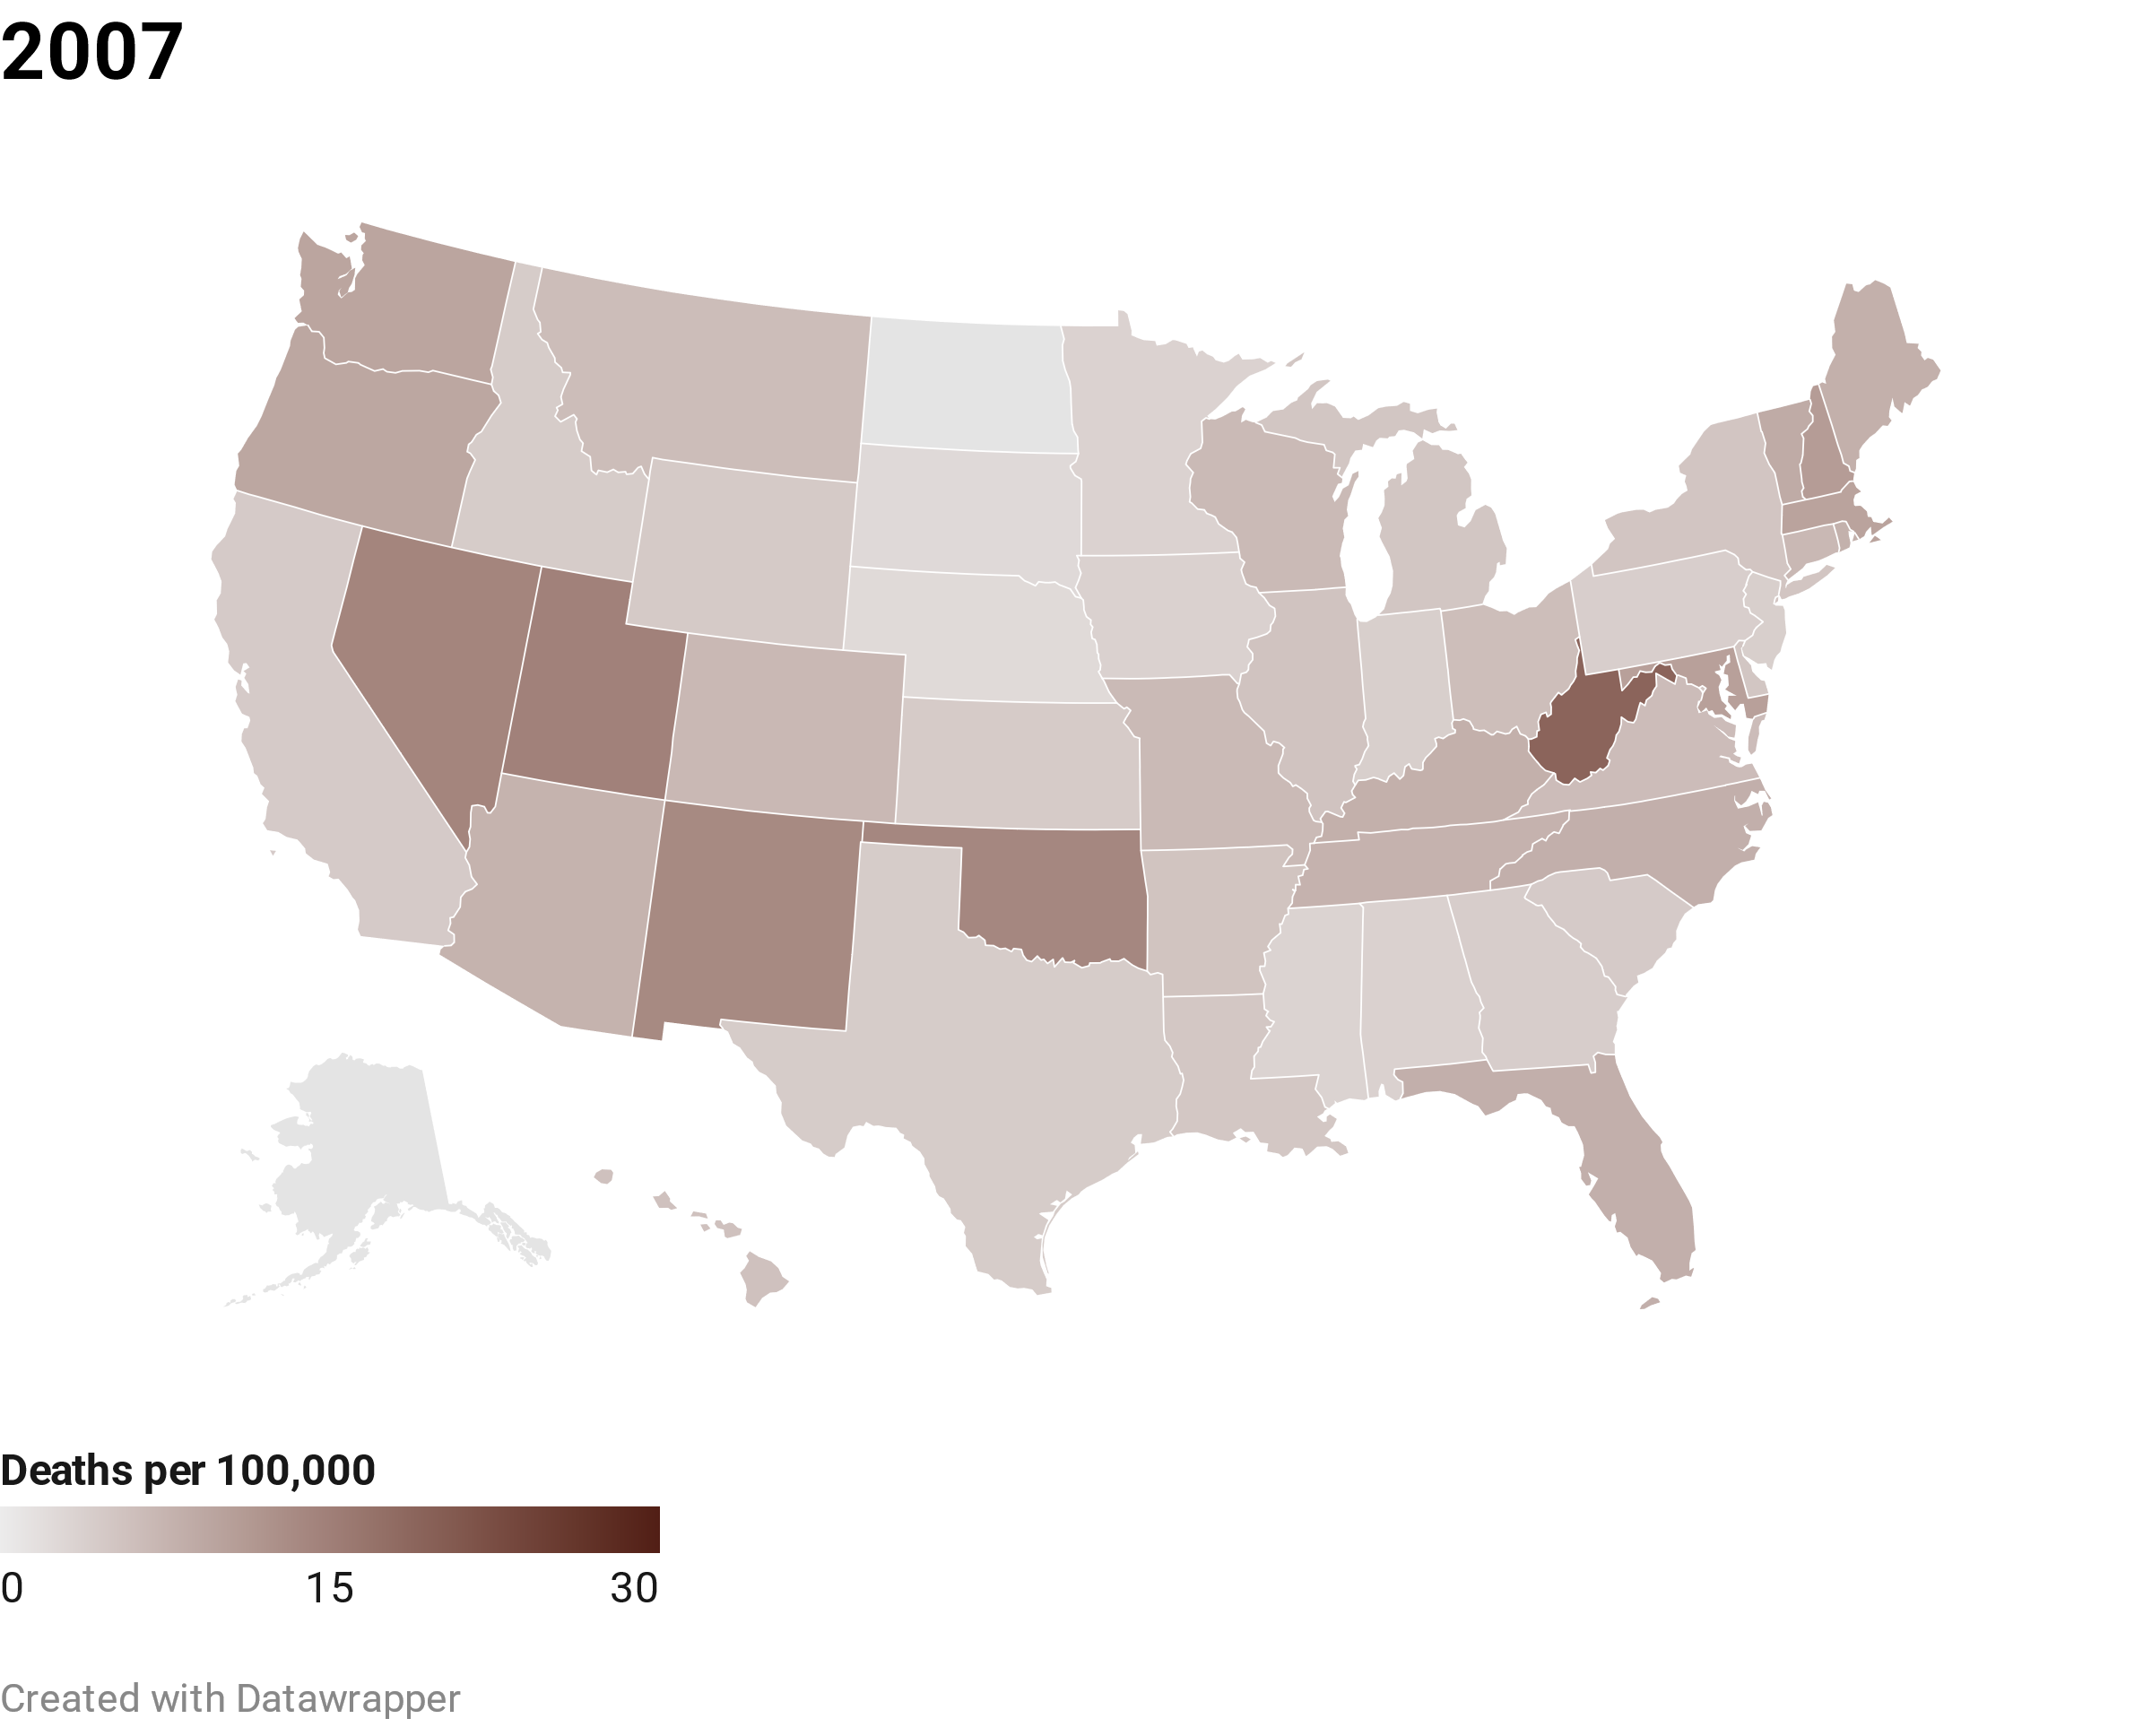 2007
Deaths per 100,000
0 15 30
Created with Datawrapper